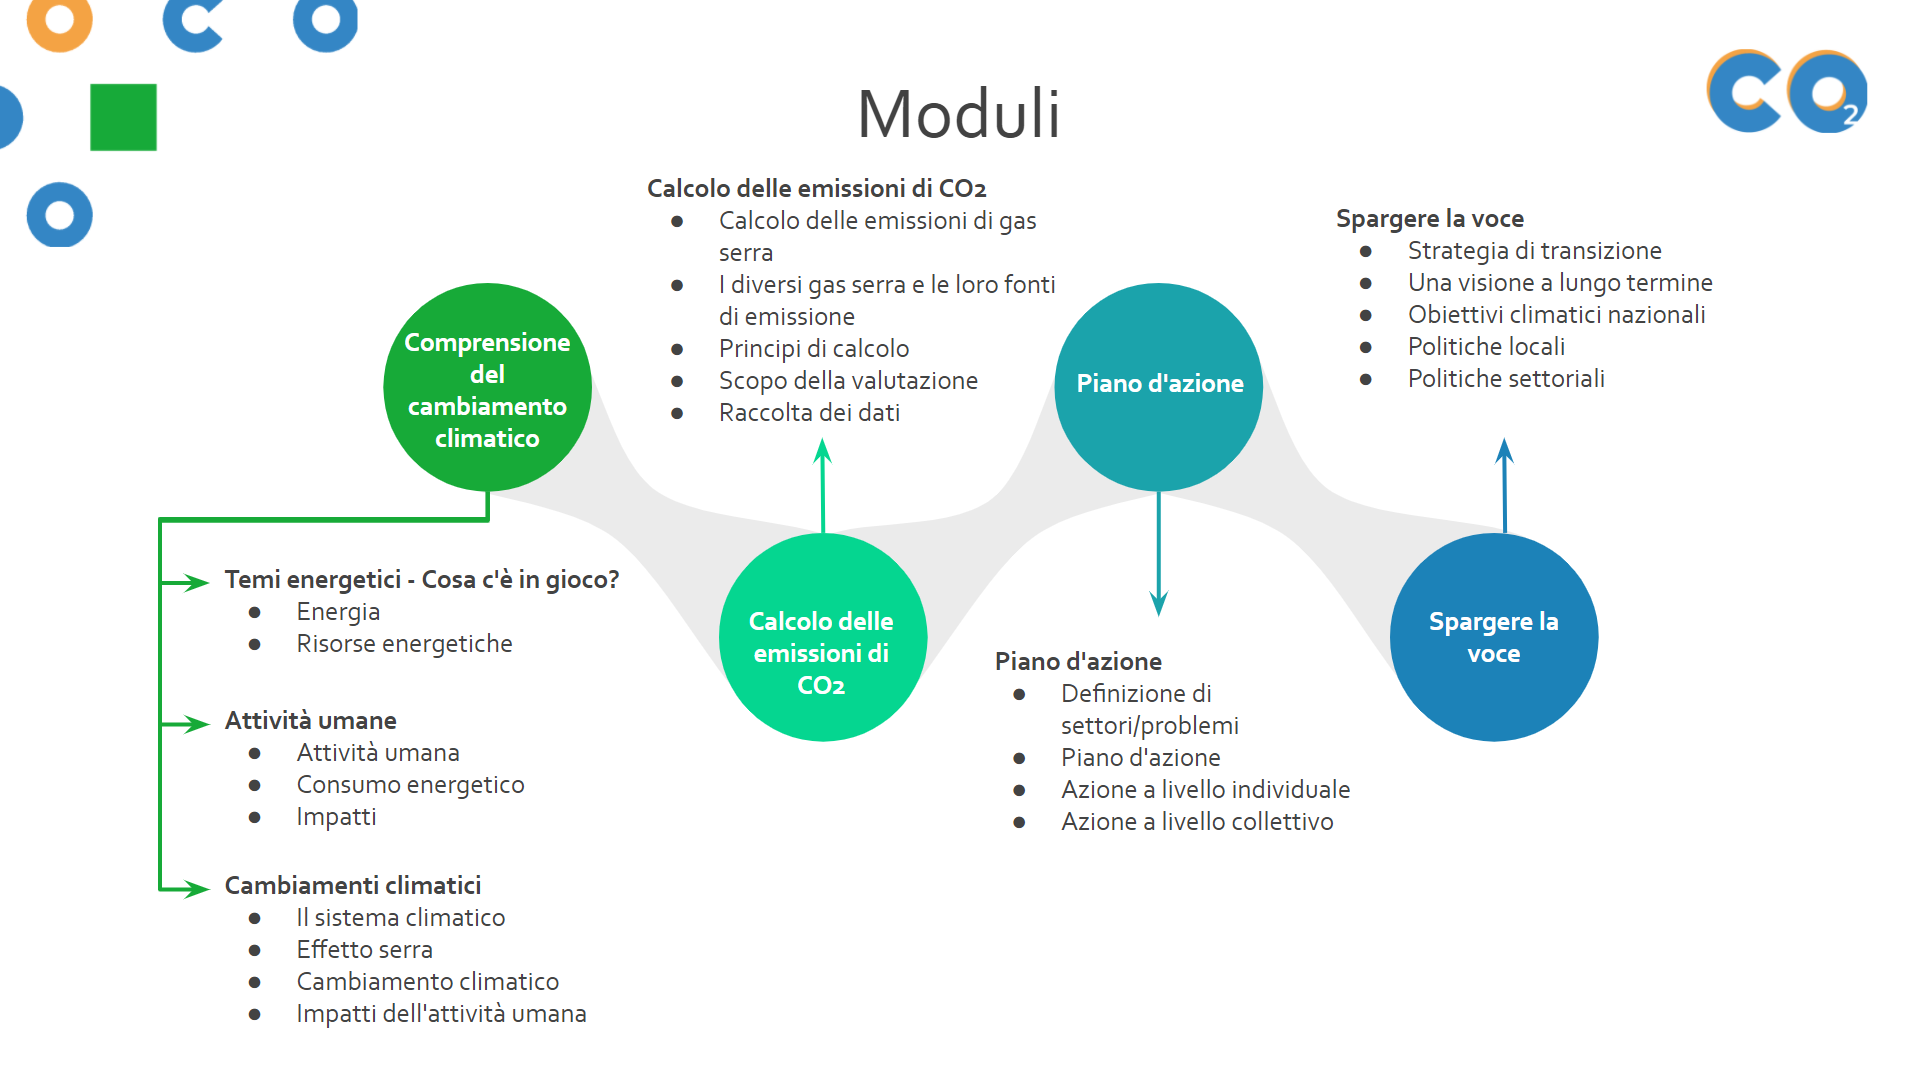 Moduli
CO2
Comprensione
del
cambiamento
climatico
Temi energetici - Cosa c'è in gioco?
● Energia
● Risorse energetiche
Attività umane
● Attività umana
● Consumo energetico
● Impatti
Cambiamenti climatici
● Il sistema climatico
● Effetto serra
● Cambiamento climatico
● Impatti dell'attività umana
Calcolo delle emissioni di CO2
● Calcolo delle emissioni di gas
serra
● I diversi gas serra e le loro fonti
di emissione
● Principi di calcolo
● Scopo della valutazione
● Raccolta dei dati
Calcolo delle
emissioni di
CO2
Piano d'azione
Piano d'azione
● Definizione di
settori/problemi
● Piano d'azione
● Azione a livello individuale
● Azione a livello collettivo
Spargere la voce
● Strategia di transizione
● Una visione a lungo termine
● Obiettivi climatici nazionali
● Politiche locali
● Politiche settoriali
Spargere la
voce